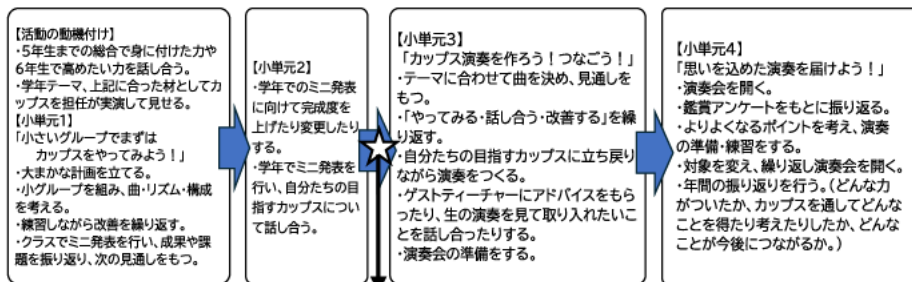 【活動の動機付け】
・5年生までの総合で身に付けた力や
6年生で高めたい力を話し合う。
・学年テーマ、上記に合った材として
カップスを担任が実演して見せる。
【小単元1】
「小さいグループでまずは
カップスをやってみよう!」
・大まかな計画を立てる。
・小グループを組み、曲・リズム・構成
を考える。
・練習しながら改善を繰り返す。
・クラスでミニ発表を行い、成果や課
題を振り返り、次の見通しをもつ。
【小単元2】
・学年でのミニ発表
に向けて完成度を
上げたり変更したり
する。
・学年でミニ発表を
行い、自分たちの目
指すカップスについ
て話し合う。
【小単元3】
「カップス演奏を作ろう!つなごう!」
・テーマに合わせて曲を決め、見通しを
もつ。
・「やってみる・話し合う・改善する」を繰
り返す。
・自分たちの目指すカップスに立ち戻り
ながら演奏をつくる。
・ゲストティーチャーにアドバイスをもら
ったり、生の演奏を見て取り入れたいこ
とを話し合ったりする。
・演奏会の準備をする。
【小単元4】
「思いを込めた演奏を届けよう!」
・演奏会を開く。
・鑑賞アンケートをもとに振り返る。
・よりよくなるポイントを考え、演奏
の準備・練習をする。
・対象を変え、繰り返し演奏会を開く。
・年間の振り返りを行う。(どんな力
がついたか、カップスを通してどんな
ことを得たり考えたりしたか、どんな
ことが今後につながるか。)